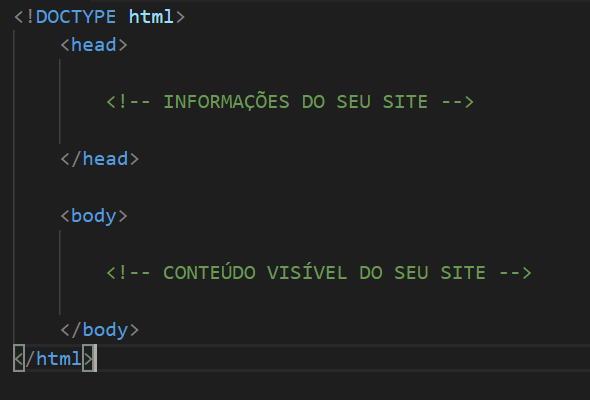 <!DOCTYPE html>
<head>
<!-- INFORMAÇÕES DO SEU SITE -->
</head>
<body>
<!-- CONTEÚDO VISÍVEL DO SEU SITE -->
</body>
</html>